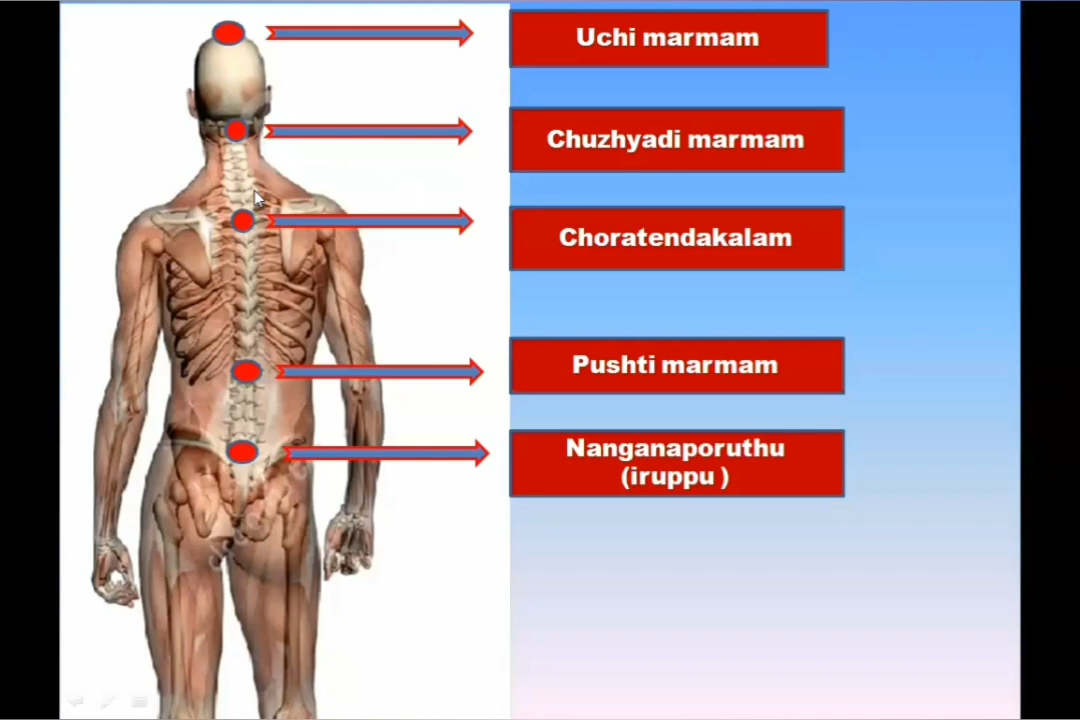 Uchi marmam
Chuzhyadi marmam
Choratendakalam
Pushti marmam
Nanganaporuthu
(iruppu )